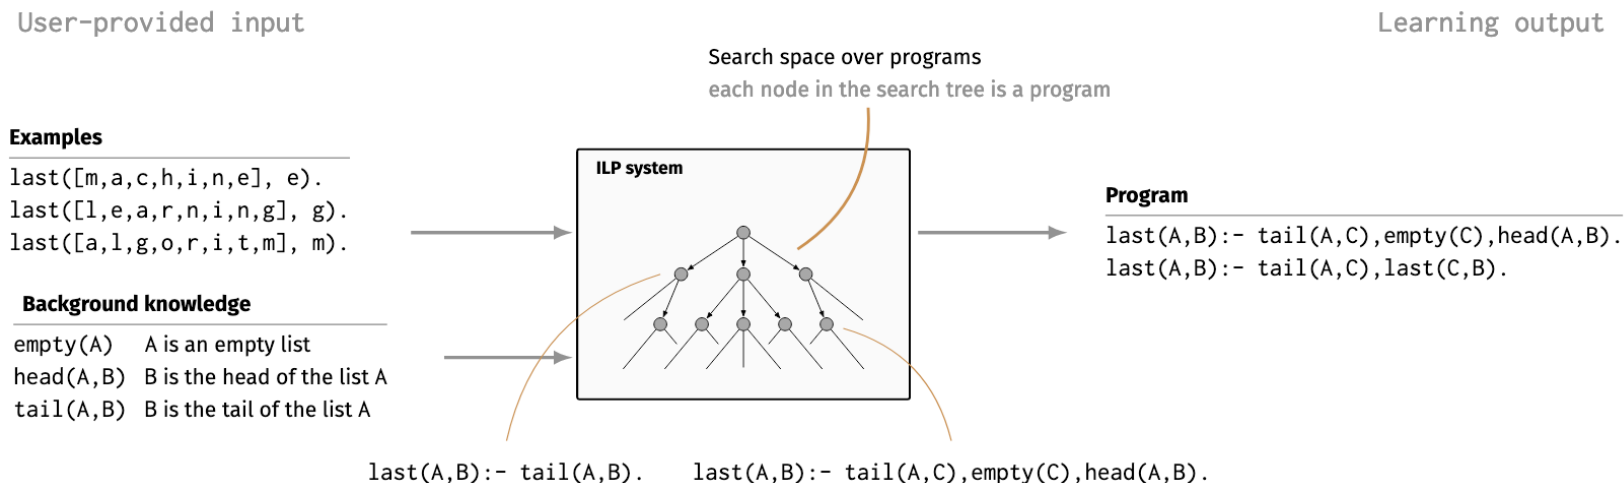 User-provided input
Learning output
Search space over programs
each node in the search tree is a program
Examples
last([m,a,c,h,i,n,e], e).
last([l,e,a,r,n,i,n,g], g).
last([a,l,g,o,r,i,t,m], m).
Background knowledge
empty(A) A is an empty list
head(A,B) B is the head of the list A
tail(A,B) B is the tail of the list A
ILP system
Program
last(A,B):- tail(A,C),empty(C),head(A,B).
last(A,B):- tail(A,C),last(C,B).
last(A,B):- tail(A,B).
last(A,B):- tail(A,C),empty(C),head(A,B).